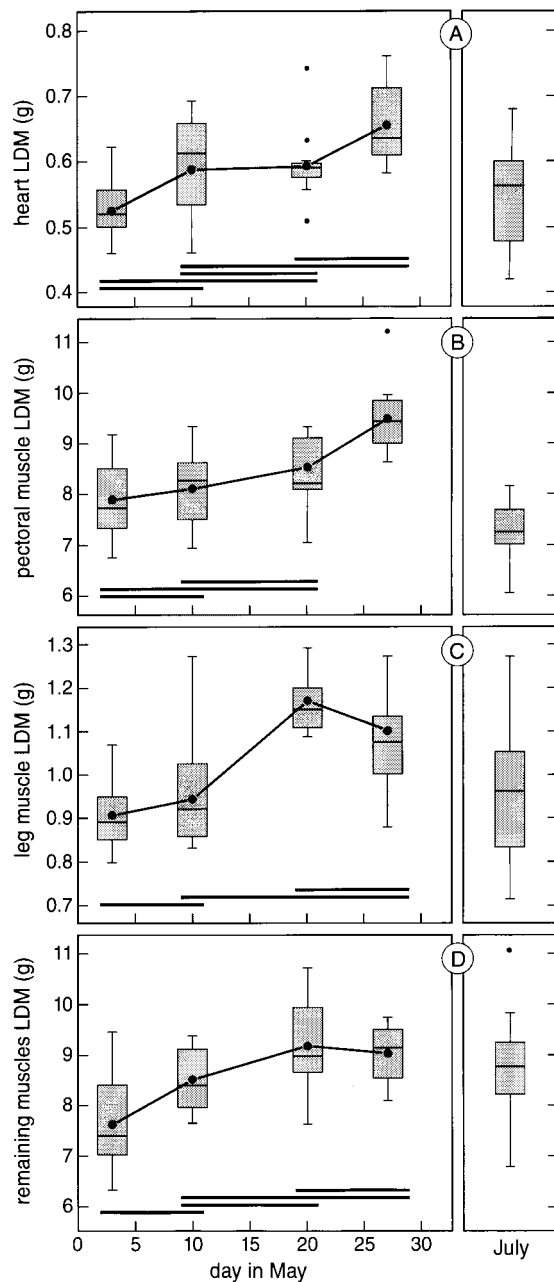 A
heart LDM (g)
0.8
0.7
0.6
0.5
0.4
B
pectoral muscle LDM (g)
11
10
9
8
7
6
C
leg muscle LDM (g)
1.3
1.2
1.1
1.0
0.9
0.8
0.7
D
remaining muscles LDM (g)
11
10
9
8
7
6
0 5 10 15 20 25 30
day in May
July